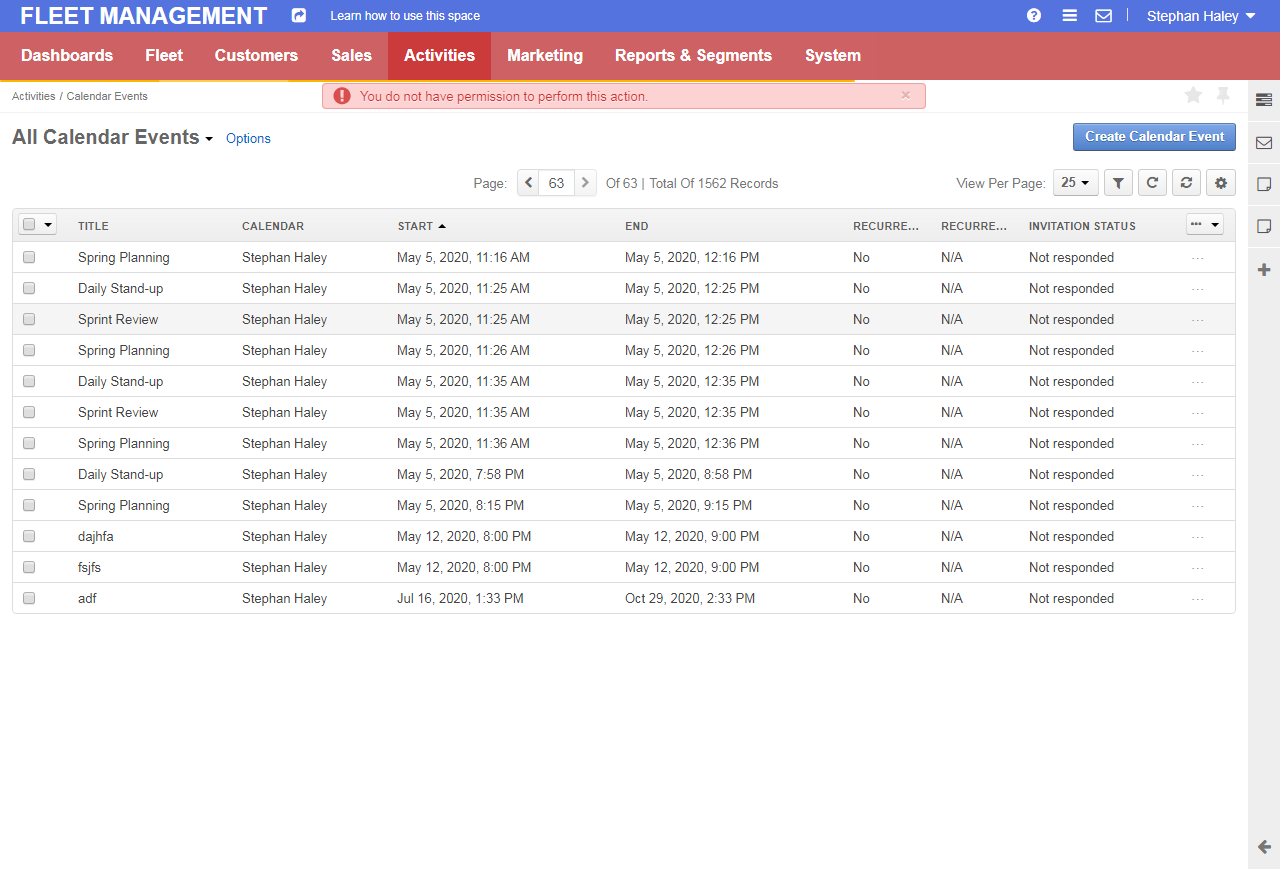 FLEET MANAGEMENT Learn how to use this space Stephan Haley
Dashboards Fleet Customers Sales Activities Marketing Reports & Segments System
Activities / Calendar Events You do not have permission to perform this action. ×
All Calendar Events Options Create Calendar Event
Page: 63 Of 63 | Total Of 1562 Records View Per Page: 25
TITLE CALENDAR START END RECURRE... RECURRE... INVITATION STATUS
Spring Planning Stephan Haley May 5, 2020, 11:16 AM May 5, 2020, 12:16 PM No N/A Not responded ...
Daily Stand-up Stephan Haley May 5, 2020, 11:25 AM May 5, 2020, 12:25 PM No N/A Not responded ...
Sprint Review Stephan Haley May 5, 2020, 11:25 AM May 5, 2020, 12:25 PM No N/A Not responded ...
Spring Planning Stephan Haley May 5, 2020, 11:26 AM May 5, 2020, 12:26 PM No N/A Not responded ...
Daily Stand-up Stephan Haley May 5, 2020, 11:35 AM May 5, 2020, 12:35 PM No N/A Not responded ...
Sprint Review Stephan Haley May 5, 2020, 11:35 AM May 5, 2020, 12:35 PM No N/A Not responded ...
Spring Planning Stephan Haley May 5, 2020, 11:36 AM May 5, 2020, 12:36 PM No N/A Not responded ...
Daily Stand-up Stephan Haley May 5, 2020, 7:58 PM May 5, 2020, 8:58 PM No N/A Not responded ...
Spring Planning Stephan Haley May 5, 2020, 8:15 PM May 5, 2020, 9:15 PM No N/A Not responded ...
dajhfa Stephan Haley May 12, 2020, 8:00 PM May 12, 2020, 9:00 PM No N/A Not responded ...
fsjfs Stephan Haley May 12, 2020, 8:00 PM May 12, 2020, 9:00 PM No N/A Not responded ...
adf Stephan Haley Jul 16, 2020, 1:33 PM Oct 29, 2020, 2:33 PM No N/A Not responded ...